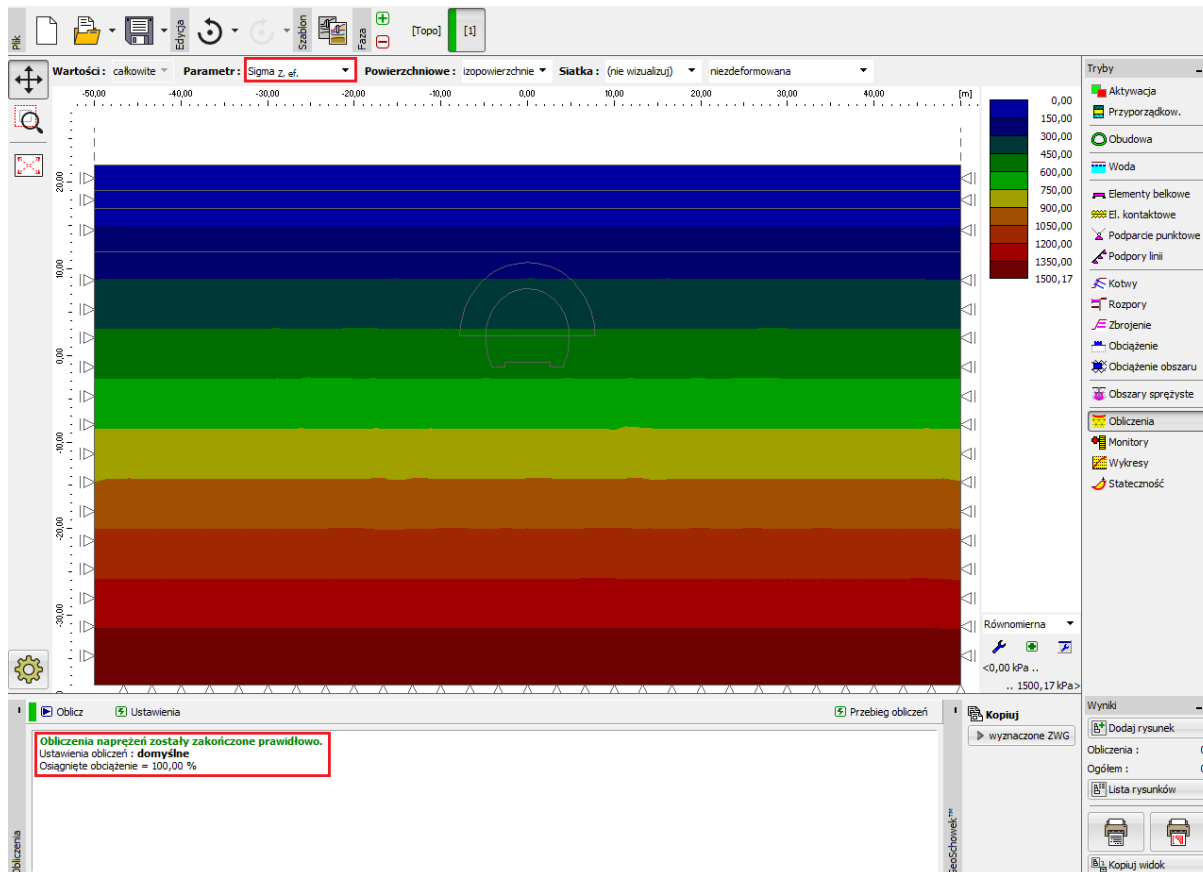 Plik
Edycja
Szablon
Faza
[Topo]
[1]
Wartości : całkowite
Parametr : Sigma z, ef.
Powierzchniowe : izopowierzchnie
Siatka : (nie wizualizuj)
niezdeformowana
-50,00 -40,00 -30,00 -20,00 -10,00 0,00 10,00 20,00 30,00 40,00 [m]
20,00
10,00
0,00
-10,00
-20,00
-30,00
0,00
150,00
300,00
450,00
600,00
750,00
900,00
1050,00
1200,00
1350,00
1500,17
Równomierna
<0,00 kPa ..
.. 1500,17 kPa>
Tryby
Aktywacja
Przyporządkow.
Obudowa
Woda
Elementy belkowe
El. kontaktowe
Podparcie punktowe
Podpory linii
Kotwy
Rozpory
Zbrojenie
Obciążenie
Obciążenie obszaru
Obszary sprężyste
Obliczenia
Monitory
Wykresy
Stateczność
Oblicz
Ustawienia
Przebieg obliczeń
Obliczenia naprężeń zostały zakończone prawidłowo.
Ustawienia obliczeń : domyślne
Osiągnięte obciążenie = 100,00 %
Obliczenia
Kopiuj
wyznaczone ZWG
GeoSchowek™
Wyniki
Dodaj rysunek
Obliczenia :
Ogółem :
Lista rysunków
Kopiuj widok